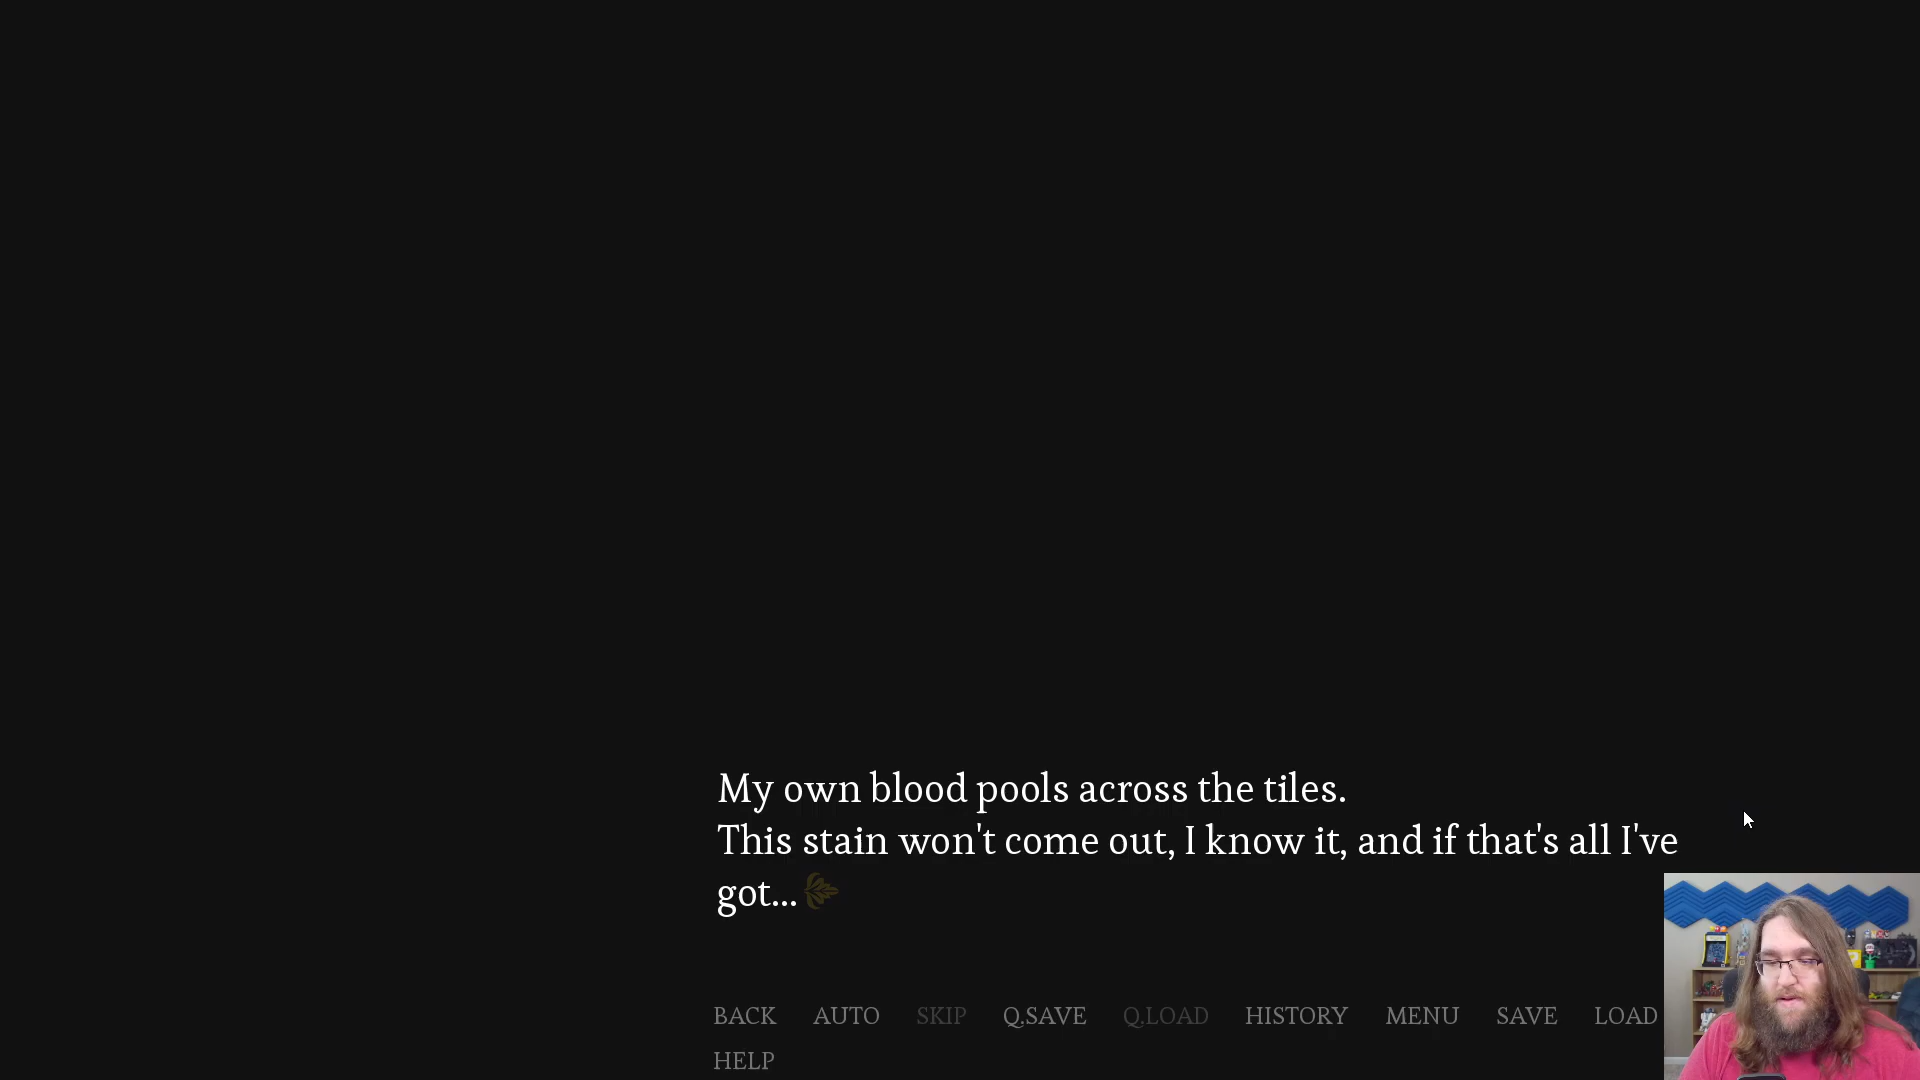 My own blood pools across the tiles.
This stain won't come out, I know it, and if that's all I've
got...
BACK AUTO SKIP Q.SAVE Q.LOAD HISTORY MENU SAVE LOAD
HELP